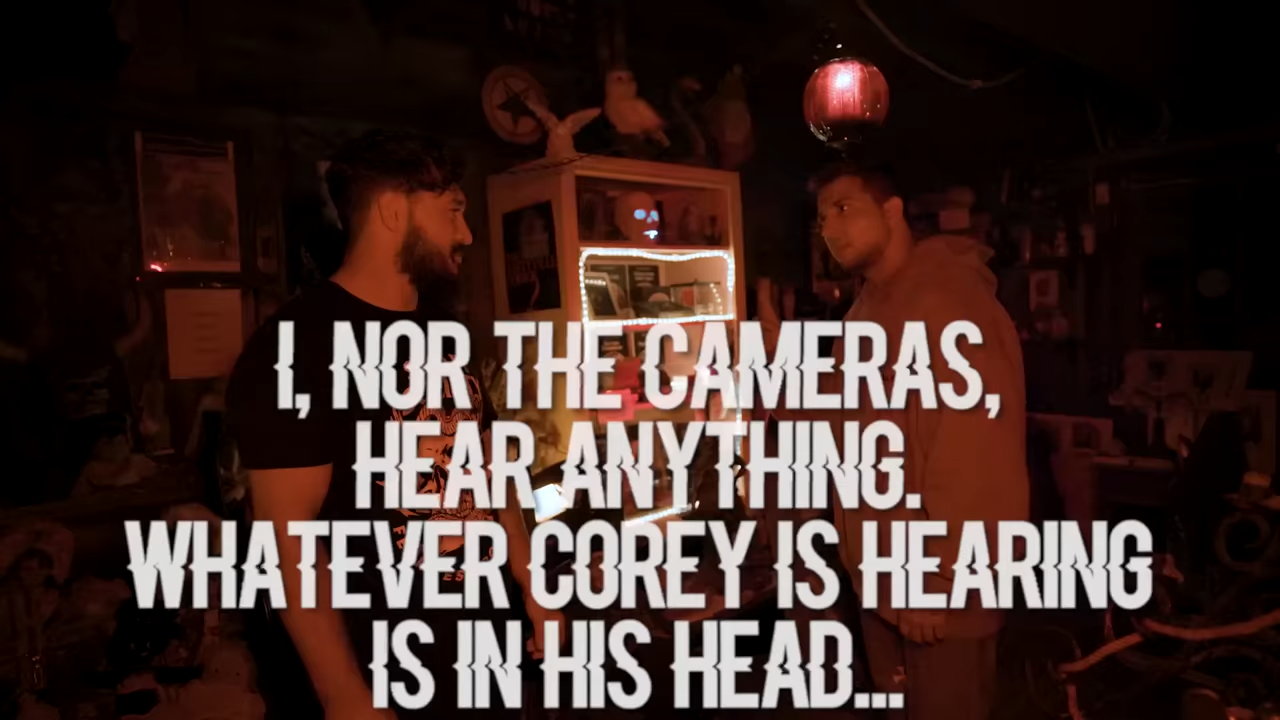 I, NOR THE CAMERAS,
HEAR ANYTHING.
WHATEVER COREY IS HEARING
IS IN HIS HEAD...